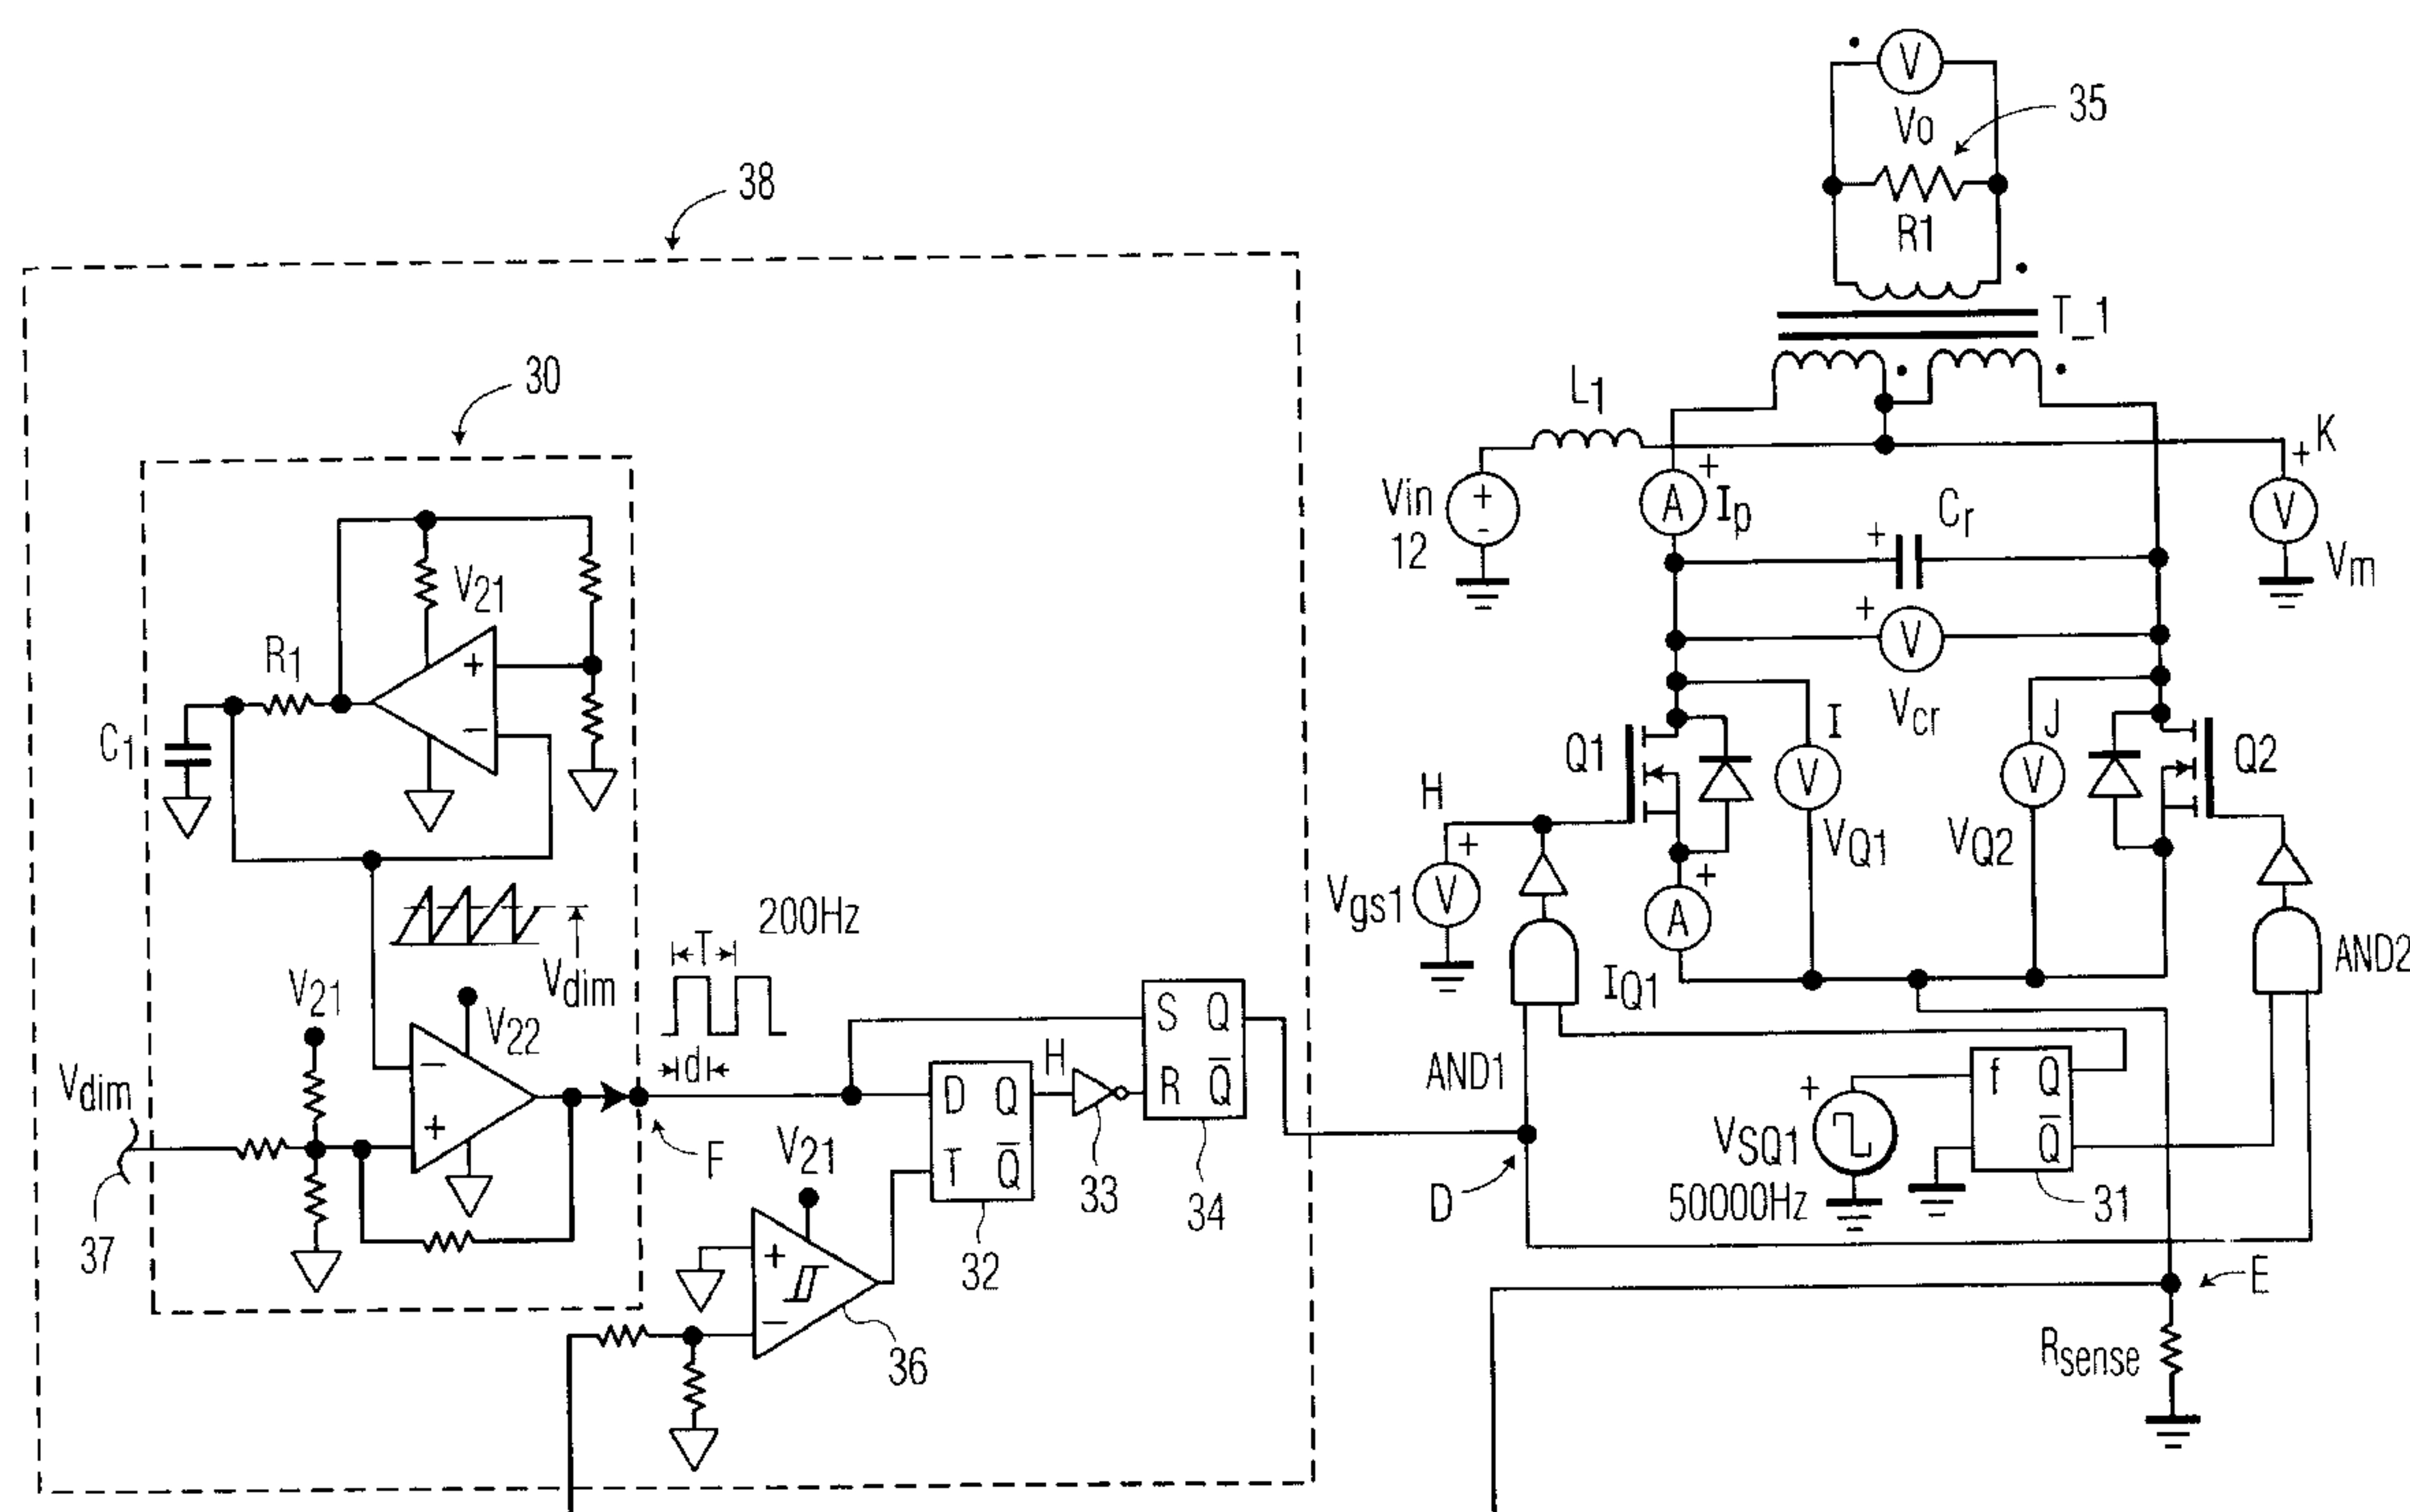 V
Vo
35
R1
T_1
38
L1
30
K
+
Vin
12
+
-
+
A
Ip
Cr
+
V
Vm
V21
R1
+
-
C1
+
V
Vcr
I
J
Q1
Q2
V
V
H
VQ1
VQ2
+
Vgs1
V
+
A
IQ1
AND2
Vdim
200Hz
T
d
V21
V22
-
+
Vdim
37
F
V21
H
D Q
T Q̅
32
33
S Q
R Q̅
34
AND1
D
+
VSQ1
50000Hz
f Q
Q̅
31
+
-
36
E
Rsense